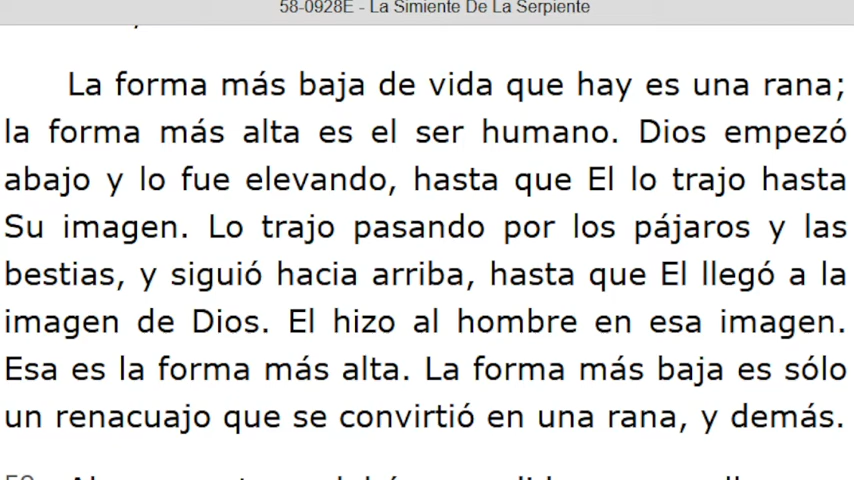 58-0928E - La Simiente De La Serpiente
La forma más baja de vida que hay es una rana;
la forma más alta es el ser humano. Dios empezó
abajo y lo fue elevando, hasta que El lo trajo hasta
Su imagen. Lo trajo pasando por los pájaros y las
bestias, y siguió hacia arriba, hasta que El llegó a la
imagen de Dios. El hizo al hombre en esa imagen.
Esa es la forma más alta. La forma más baja es sólo
un renacuajo que se convirtió en una rana, y demás.